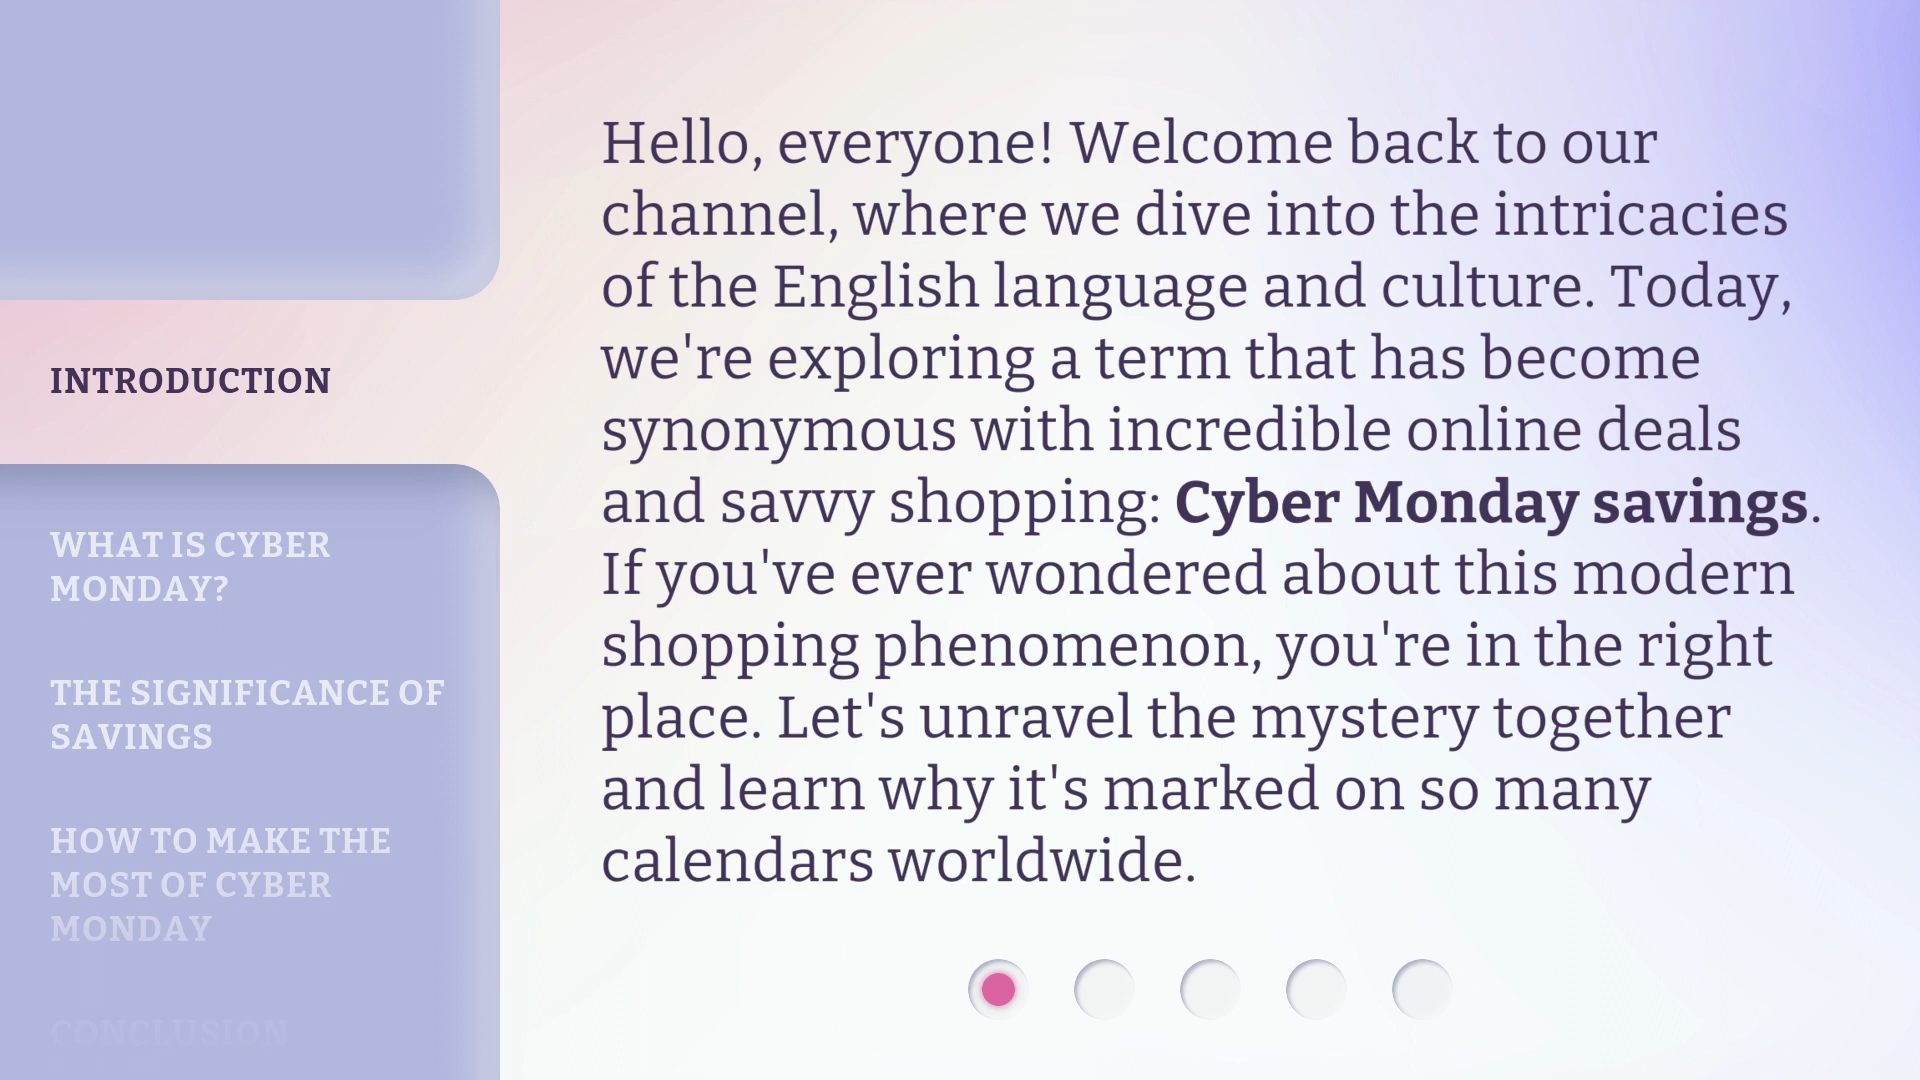 INTRODUCTION
WHAT IS CYBER
MONDAY?
THE SIGNIFICANCE OF
SAVINGS
HOW TO MAKE THE
MOST OF CYBER
MONDAY
CONCLUSION
Hello, everyone! Welcome back to our
channel, where we dive into the intricacies
of the English language and culture. Today,
we're exploring a term that has become
synonymous with incredible online deals
and savvy shopping: Cyber Monday savings.
If you've ever wondered about this modern
shopping phenomenon, you're in the right
place. Let's unravel the mystery together
and learn why it's marked on so many
calendars worldwide.